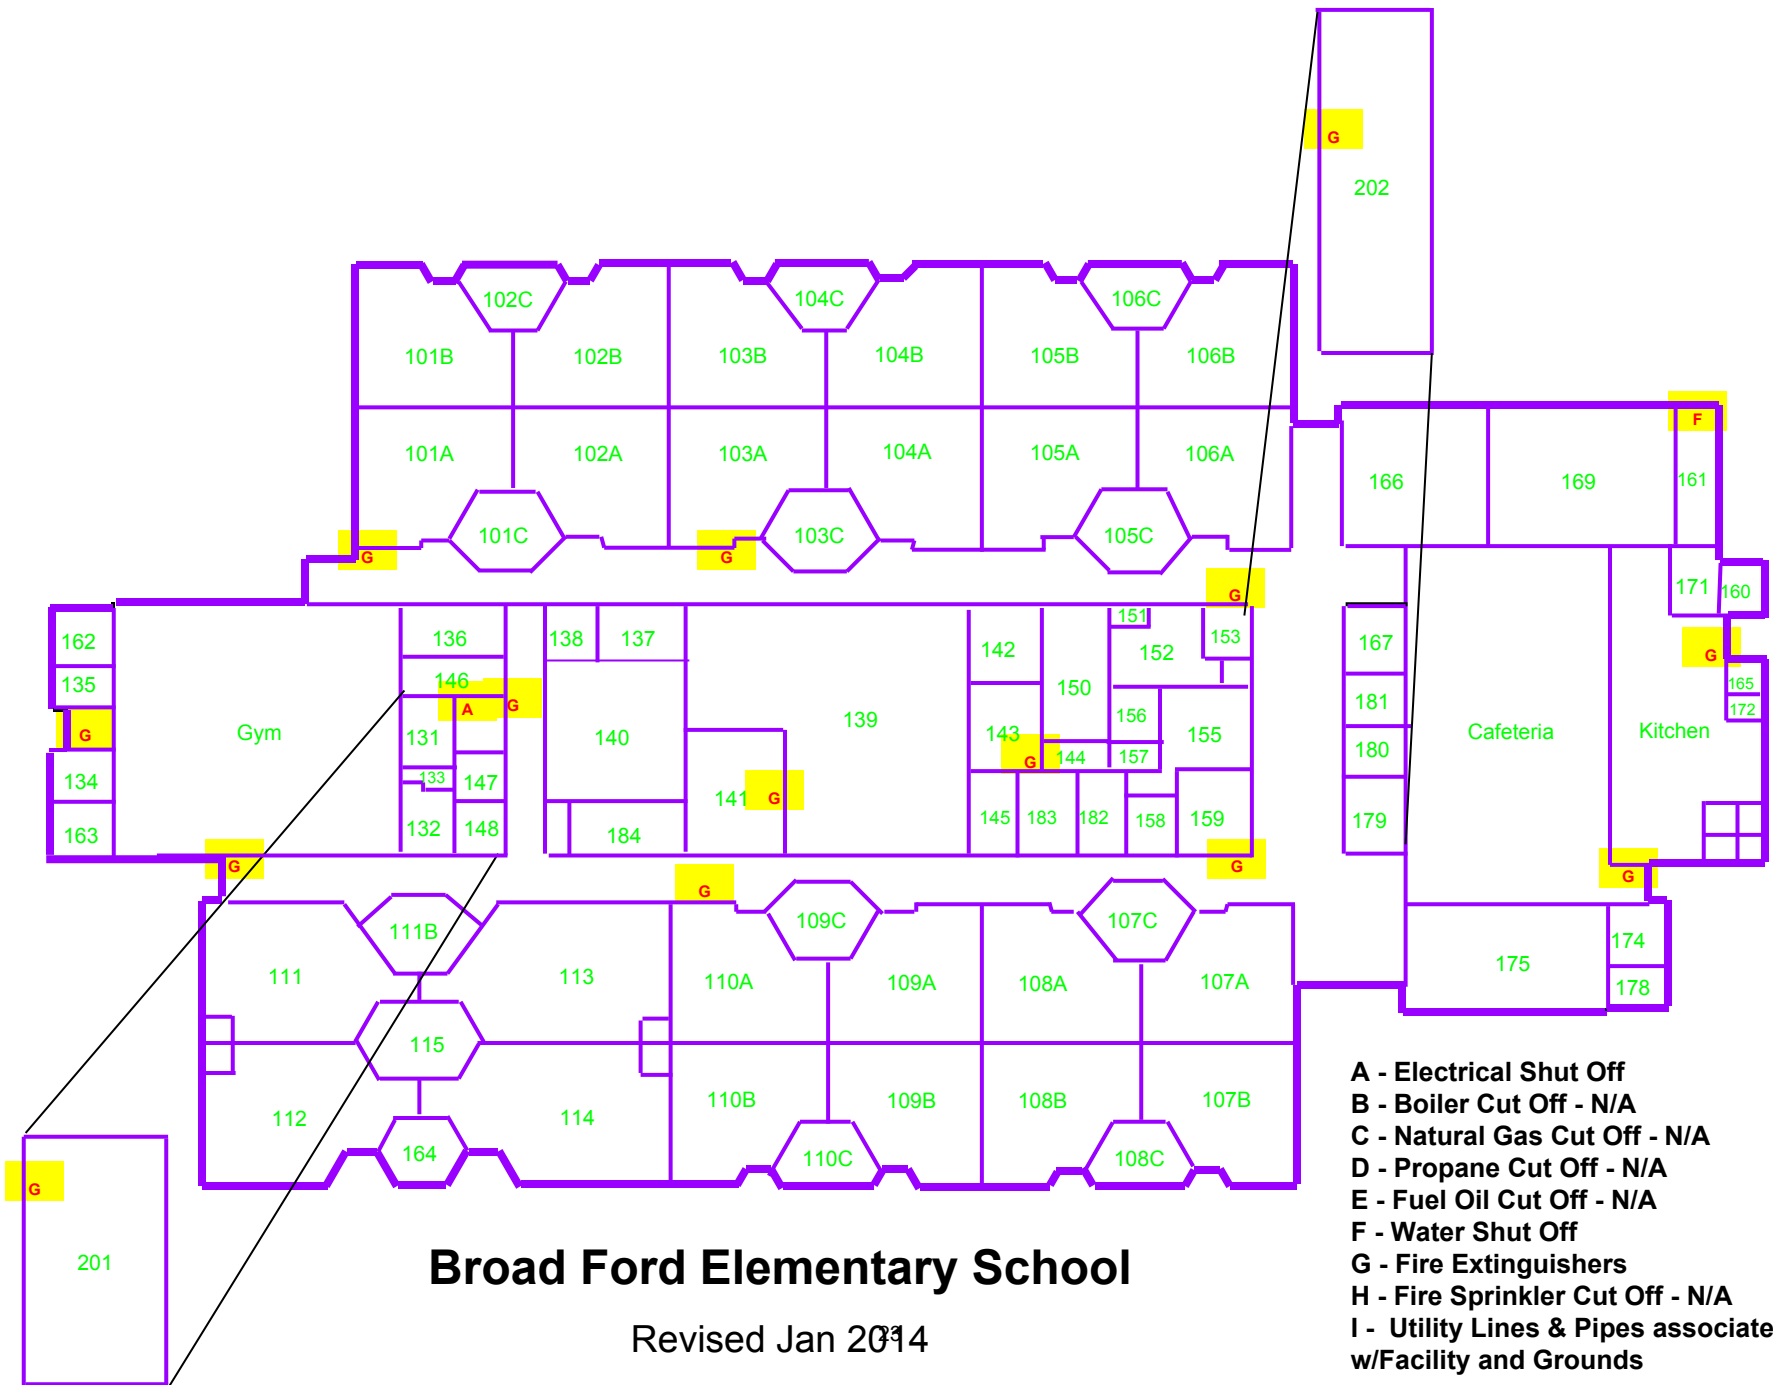 G
202
102C
104C
106C
101B
102B
103B
104B
105B
106B
F
101A
102A
103A
104A
105A
106A
166
169
161
101C
103C
105C
G
G
G
171
160
162
136
138
137
142
151
152
153
167
G
135
146
150
165
A
G
143
156
181
172
G
Gym
131
140
139
155
Cafeteria
Kitchen
134
133
147
141
G
G
144
157
180
163
132
148
184
145
183
182
158
159
179
G
G
G
G
111B
109C
107C
111
113
110A
109A
108A
107A
175
174
178
115
112
114
110B
109B
108B
107B
164
110C
108C
G
201
A - Electrical Shut Off
B - Boiler Cut Off - N/A
C - Natural Gas Cut Off - N/A
D - Propane Cut Off - N/A
E - Fuel Oil Cut Off - N/A
F - Water Shut Off
G - Fire Extinguishers
H - Fire Sprinkler Cut Off - N/A
I - Utility Lines & Pipes associate
w/Facility and Grounds
Broad Ford Elementary School
Revised Jan 2014
23